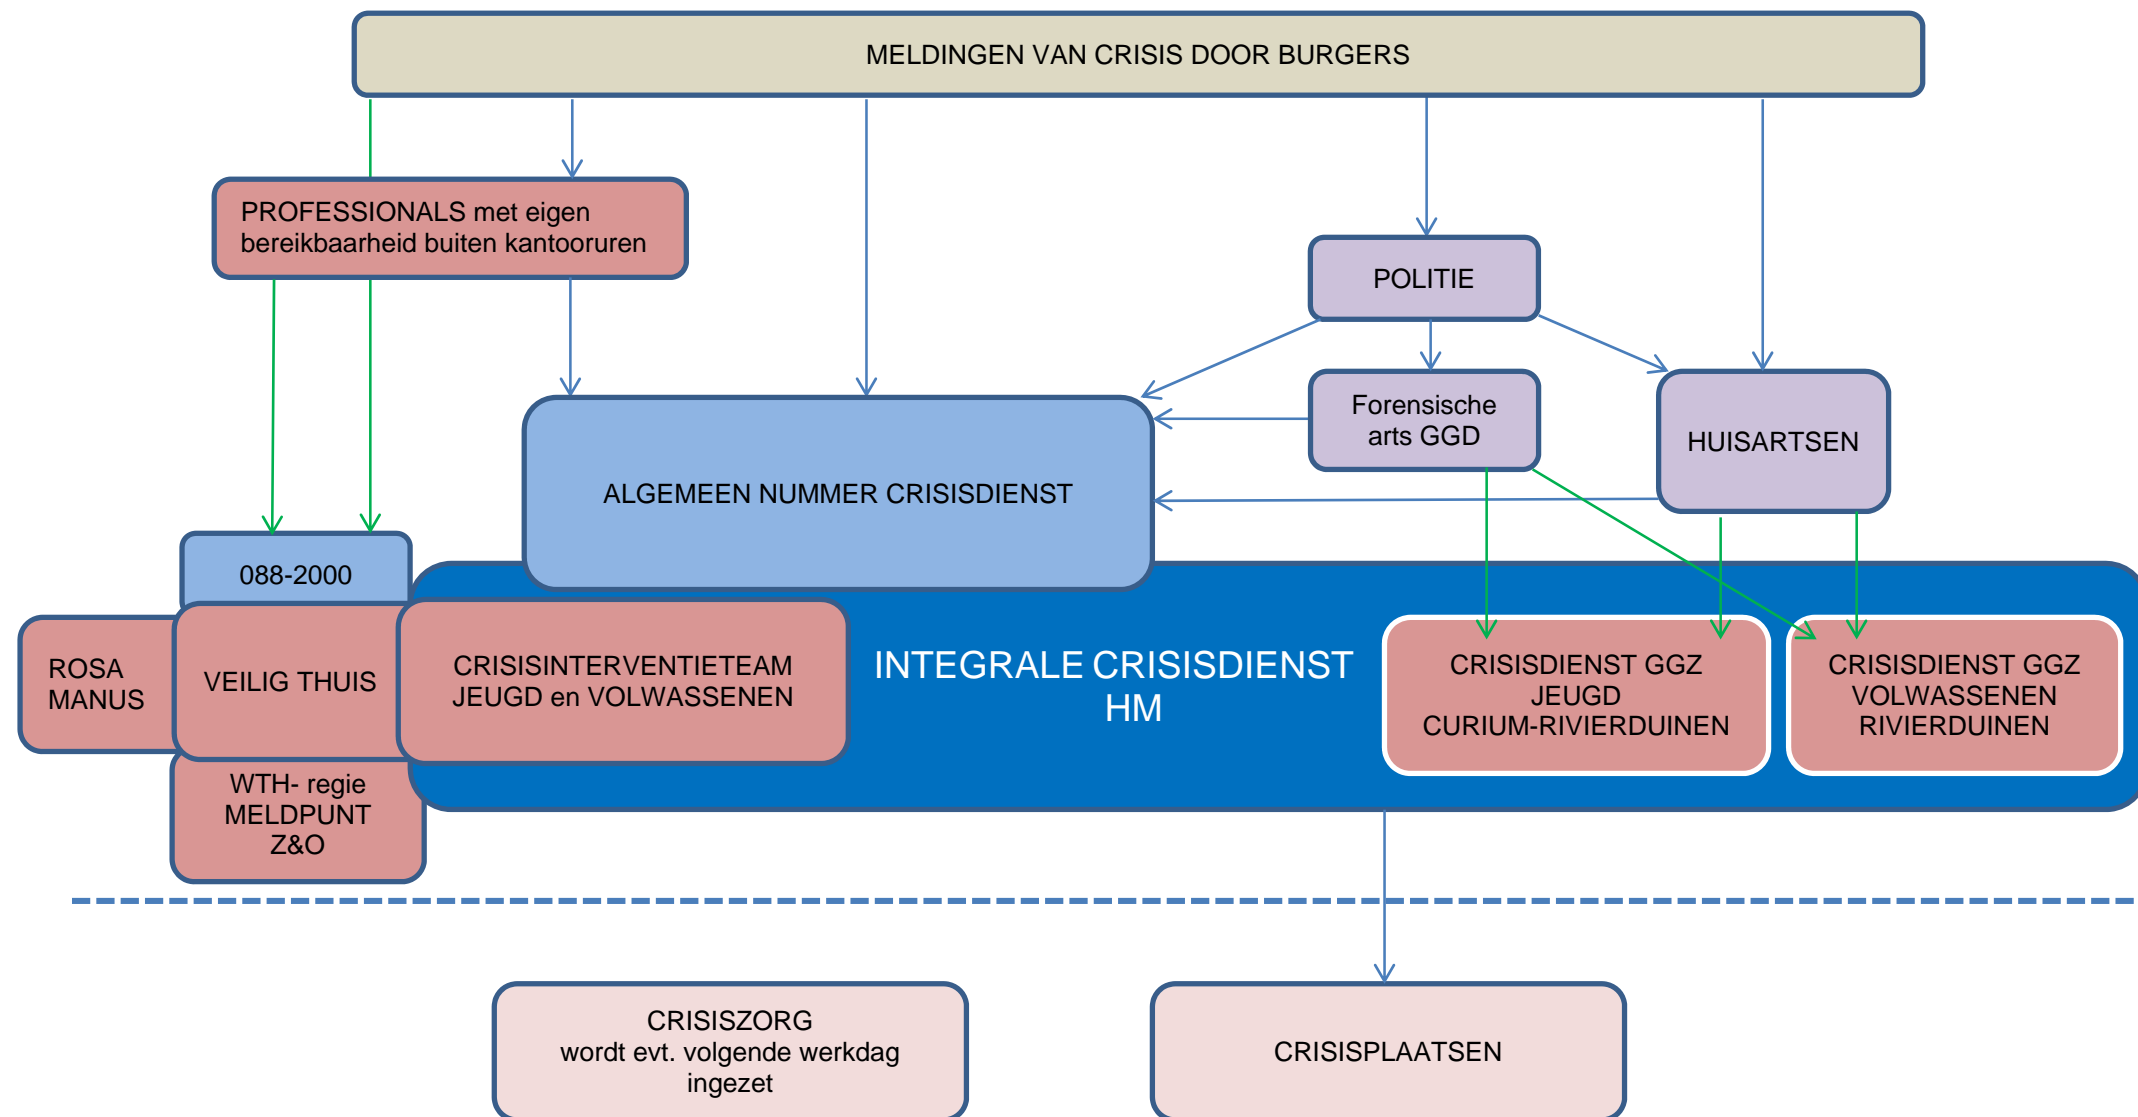 MELDINGEN VAN CRISIS DOOR BURGERS
PROFESSIONALS met eigen
bereikbaarheid buiten kantooruren
POLITIE
Forensische
arts GGD
HUISARTSEN
ALGEMEEN NUMMER CRISISDIENST
088-2000
ROSA
MANUS
VEILIG THUIS
CRISISINTERVENTIETEAM
JEUGD en VOLWASSENEN
INTEGRALE CRISISDIENST
HM
CRISISDIENST GGZ
JEUGD
CURIUM-RIVIERDUINEN
CRISISDIENST GGZ
VOLWASSENEN
RIVIERDUINEN
WTH- regie
MELDPUNT
Z&O
CRISISZORG
wordt evt. volgende werkdag
ingezet
CRISISPLAATSEN